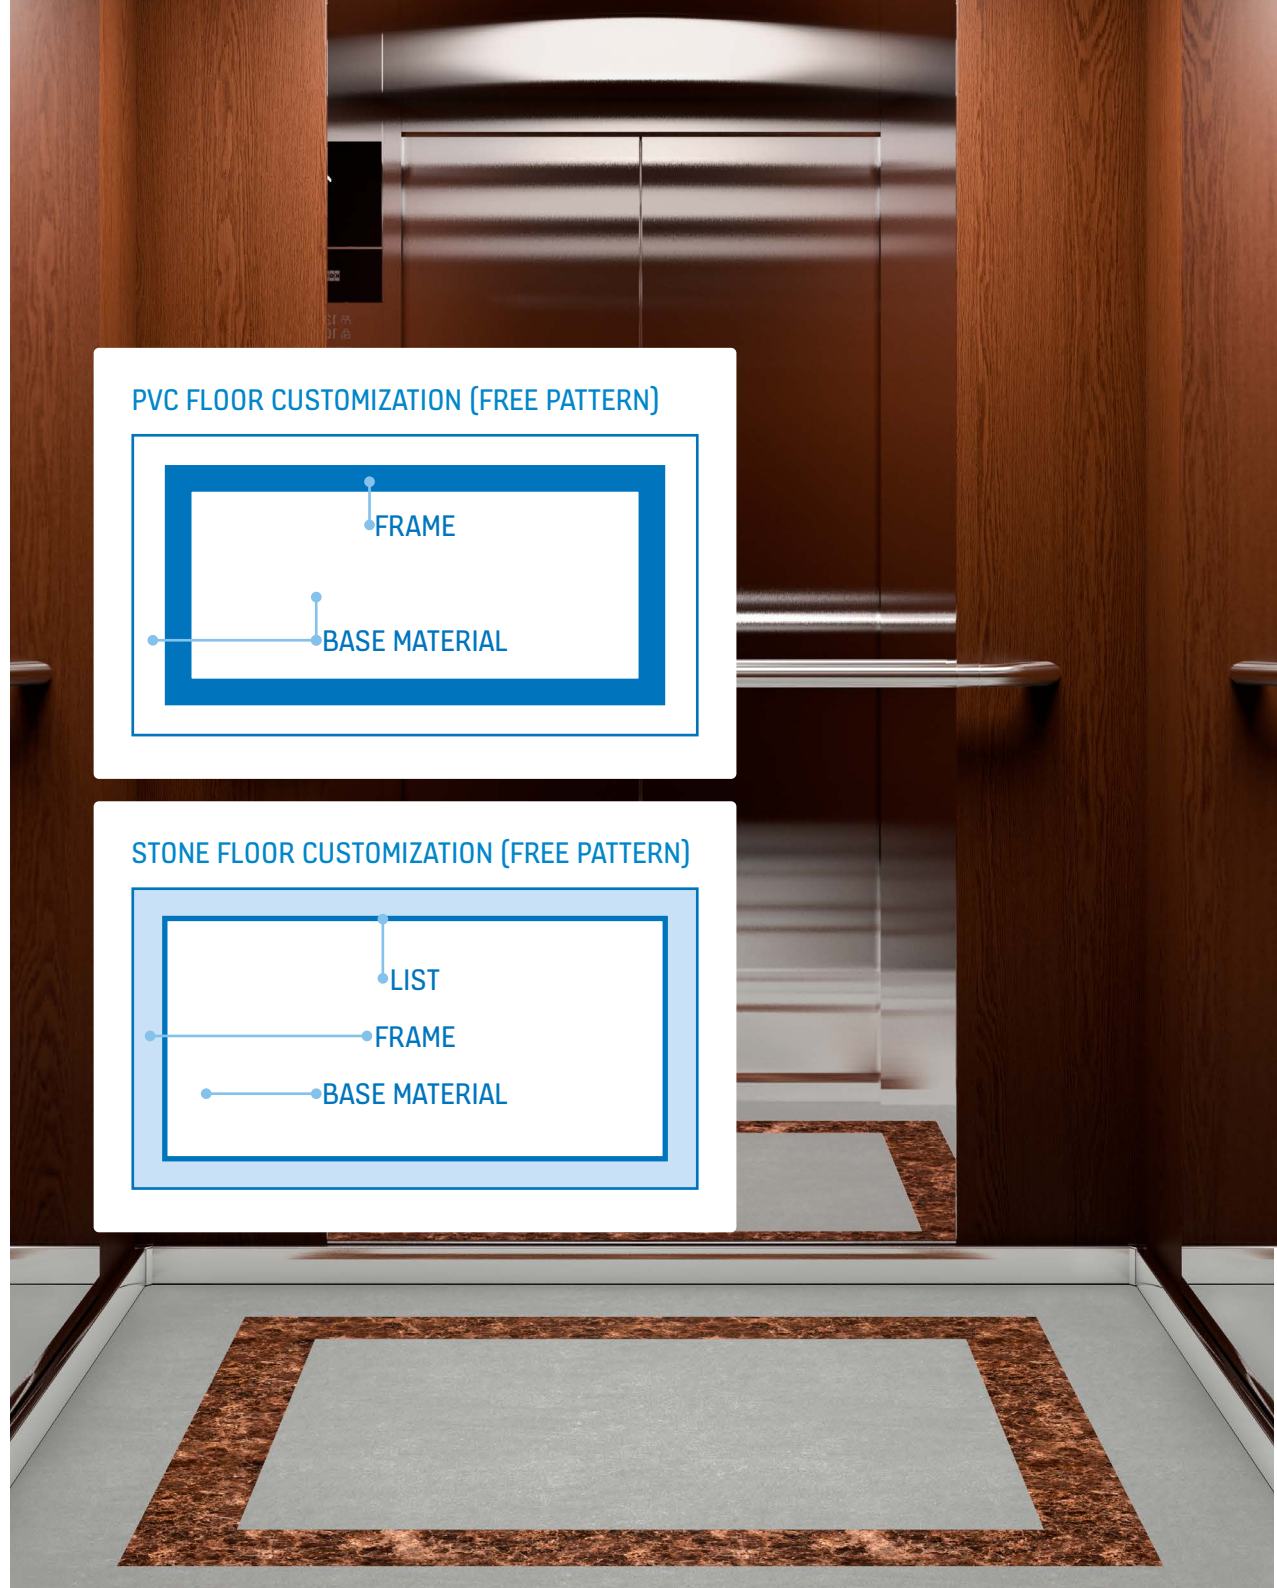 PVC FLOOR CUSTOMIZATION (FREE PATTERN)
FRAME
BASE MATERIAL
STONE FLOOR CUSTOMIZATION (FREE PATTERN)
LIST
FRAME
BASE MATERIAL